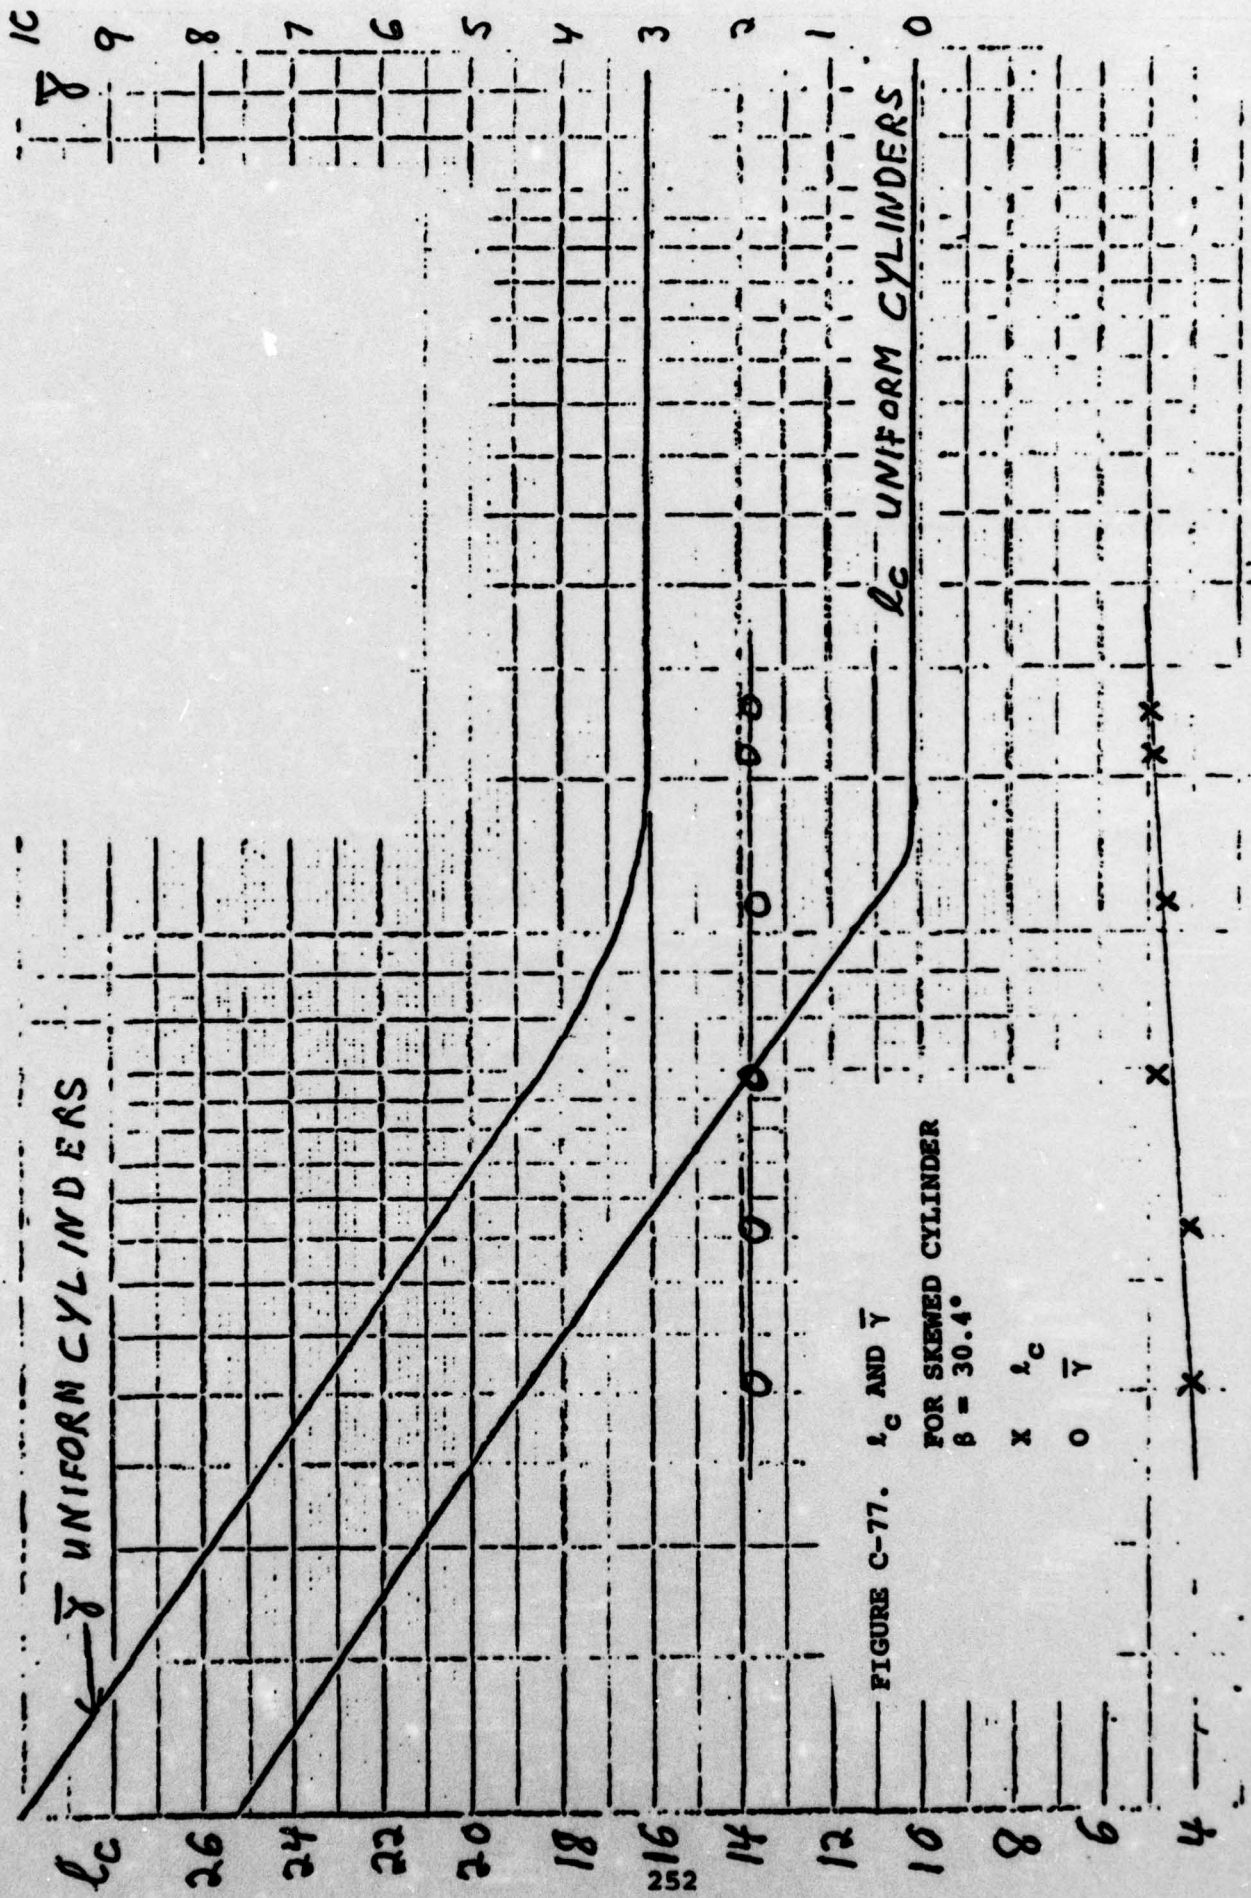 γ̅ UNIFORM CYLINDERS
γ̅
10
9
8
7
6
5
4
3
2
1
0
ℓc
26
24
22
20
18
16
14
12
10
8
6
4
ℓc UNIFORM CYLINDERS
FIGURE C-77. ℓc AND γ̅
FOR SKEWED CYLINDER
β = 30.4°
X ℓc
O γ̅
252